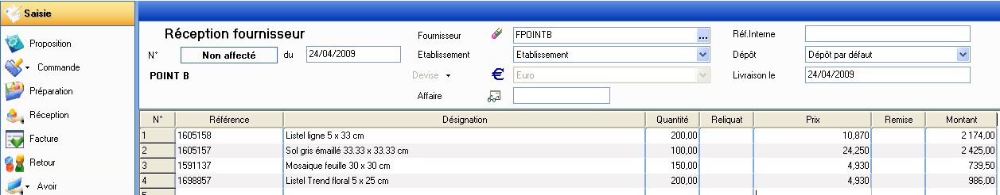 Saisie
Proposition
Commande
Préparation
Réception
Facture
Retour
Avoir
Réception fournisseur
N° Non affecté du 24/04/2009
POINT B
Fournisseur FPOINTB ...
Etablissement Etablissement
Devise € Euro
Affaire
Réf.Interne
Dépôt Dépôt par défaut
Livraison le 24/04/2009
N° Référence Désignation Quantité Reliquat Prix Remise Montant
1 1605158 Listel ligne 5 x 33 cm 200,00 10,870 2 174,00
2 1605157 Sol gris émaillé 33.33 x 33.33 cm 100,00 24,250 2 425,00
3 1591137 Mosaique feuille 30 x 30 cm 150,00 4,930 739,50
4 1698857 Listel Trend floral 5 x 25 cm 200,00 4,930 986,00
5